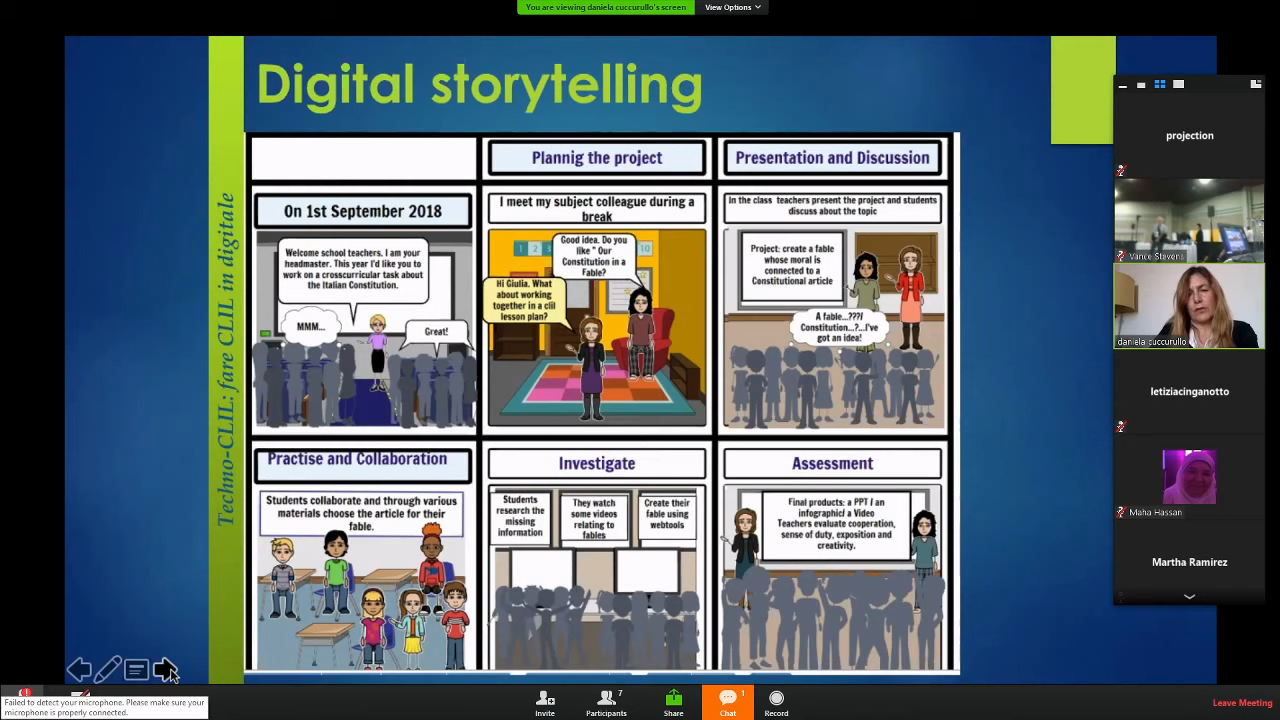 You are viewing daniela cuccurullo's screen
View Options
Digital storytelling
Techno-CLIL: fare CLIL in digitale
Plannig the project
Presentation and Discussion
On 1st September 2018
Welcome school teachers. I am your
headmaster. This year I'd like you to
work on a crosscurricular task about
the Italian Constitution.
MMM...
Great!
I meet my subject colleague during a
break
Good idea. Do you
like " Our
Constitution in a
Fable?
Hi Giulia. What
about working
together in a clil
lesson plan?
1 2 3
10
In the class teachers present the project and students
discuss about the topic
Project: create a fable
whose moral is
connected to a
Constitutional article
A fable...???/
Constitution...?...I've
got an idea!
Practise and Collaboration
Students collaborate and through various
materials choose the article for their
fable.
Investigate
Students
research the
missing
information
They watch
some videos
relating to
fables
Create their
fable using
webtools
Assessment
Final products: a PPT / an
infographic/ a Video
Teachers evaluate cooperation,
sense of duty, exposition and
creativity.
projection
Vance Stevens
daniela cuccurullo
letiziacinganotto
Maha Hassan
Martha Ramirez
Failed to detect your microphone. Please make sure your
microphone is properly connected.
Invite
Participants
7
Share
Chat
1
Record
Leave Meeting